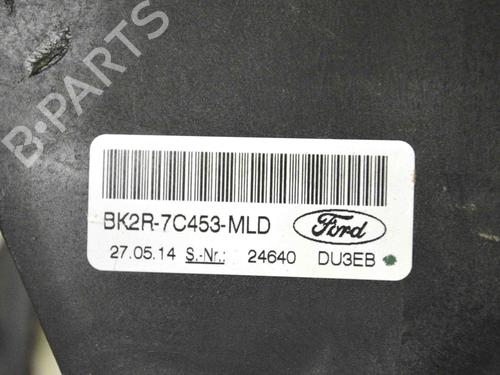 B·PARTS
BK2R-7C453-MLD Ford
27.05.14 S.-Nr.: 24640 DU3EB